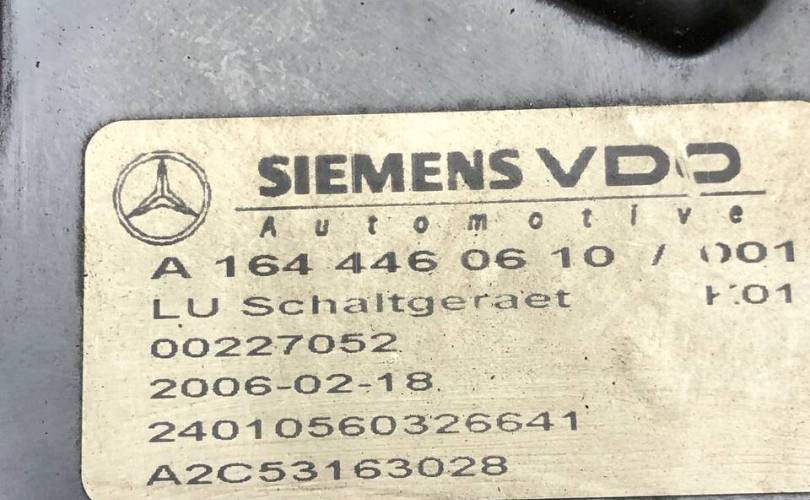 SIEMENS VDO
Automotive
A 164 446 06 10 / 001
LU Schaltgeraet
00227052
2006-02-18
24010560326641
A2C53163028